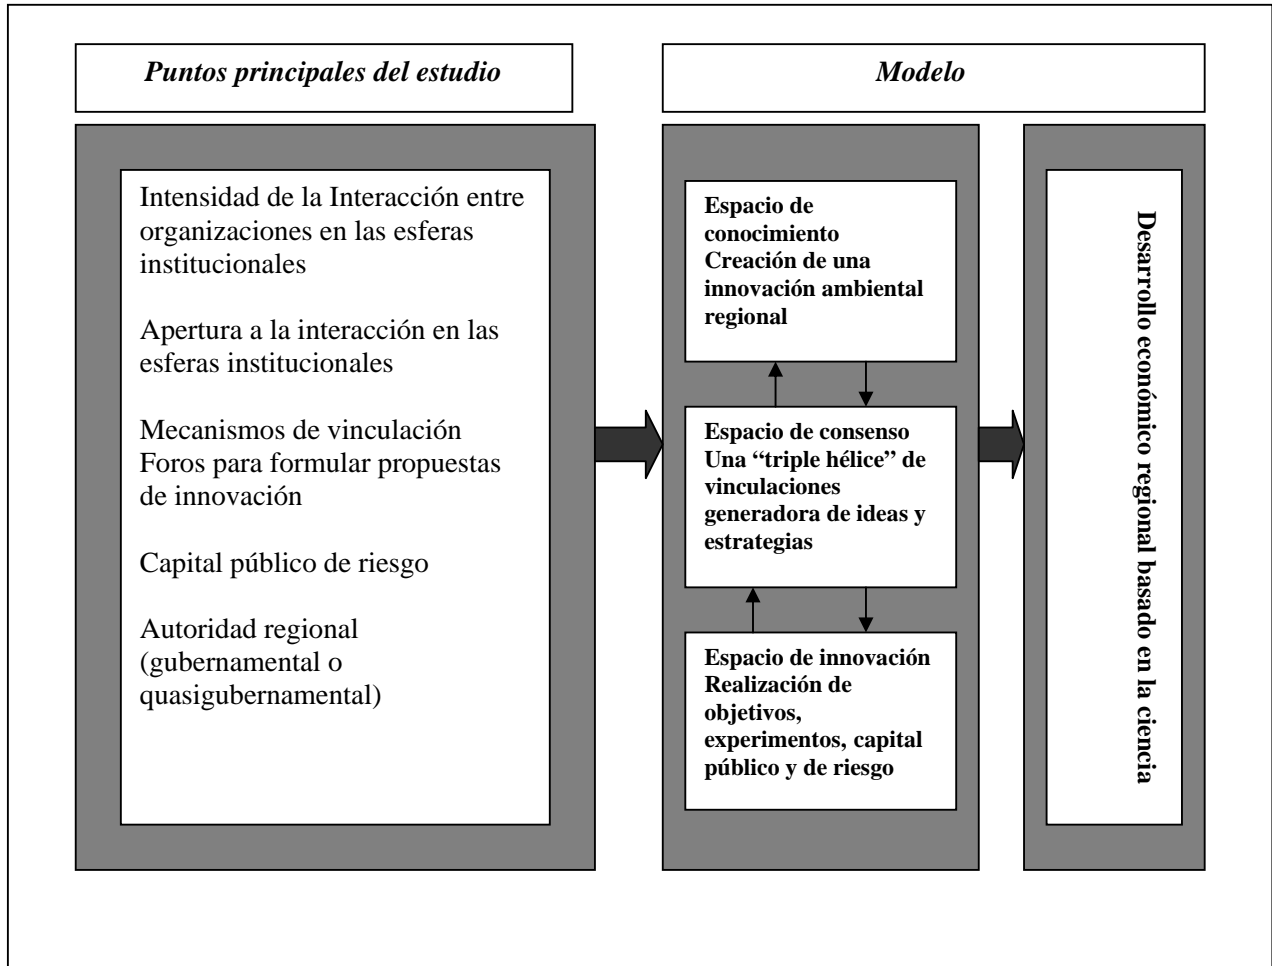 Puntos principales del estudio
Modelo
Intensidad de la Interacción entre
organizaciones en las esferas
institucionales
Apertura a la interacción en las
esferas institucionales
Mecanismos de vinculación
Foros para formular propuestas
de innovación
Capital público de riesgo
Autoridad regional
(gubernamental o
quasigubernamental)
Espacio de
conocimiento
Creación de una
innovación ambiental
regional
Espacio de consenso
Una “triple hélice” de
vinculaciones
generadora de ideas y
estrategias
Espacio de innovación
Realización de
objetivos,
experimentos, capital
público y de riesgo
Desarrollo económico regional basado en la ciencia